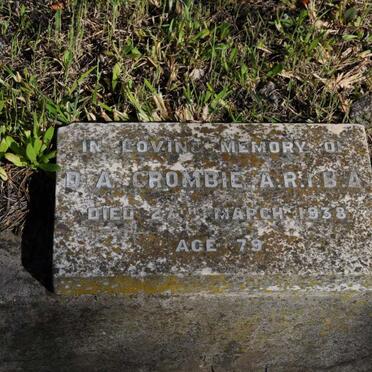 IN LOVING MEMORY OF
D. A. CROMBIE. A.R.I.B.A.
DIED MARCH 1938
AGE 79